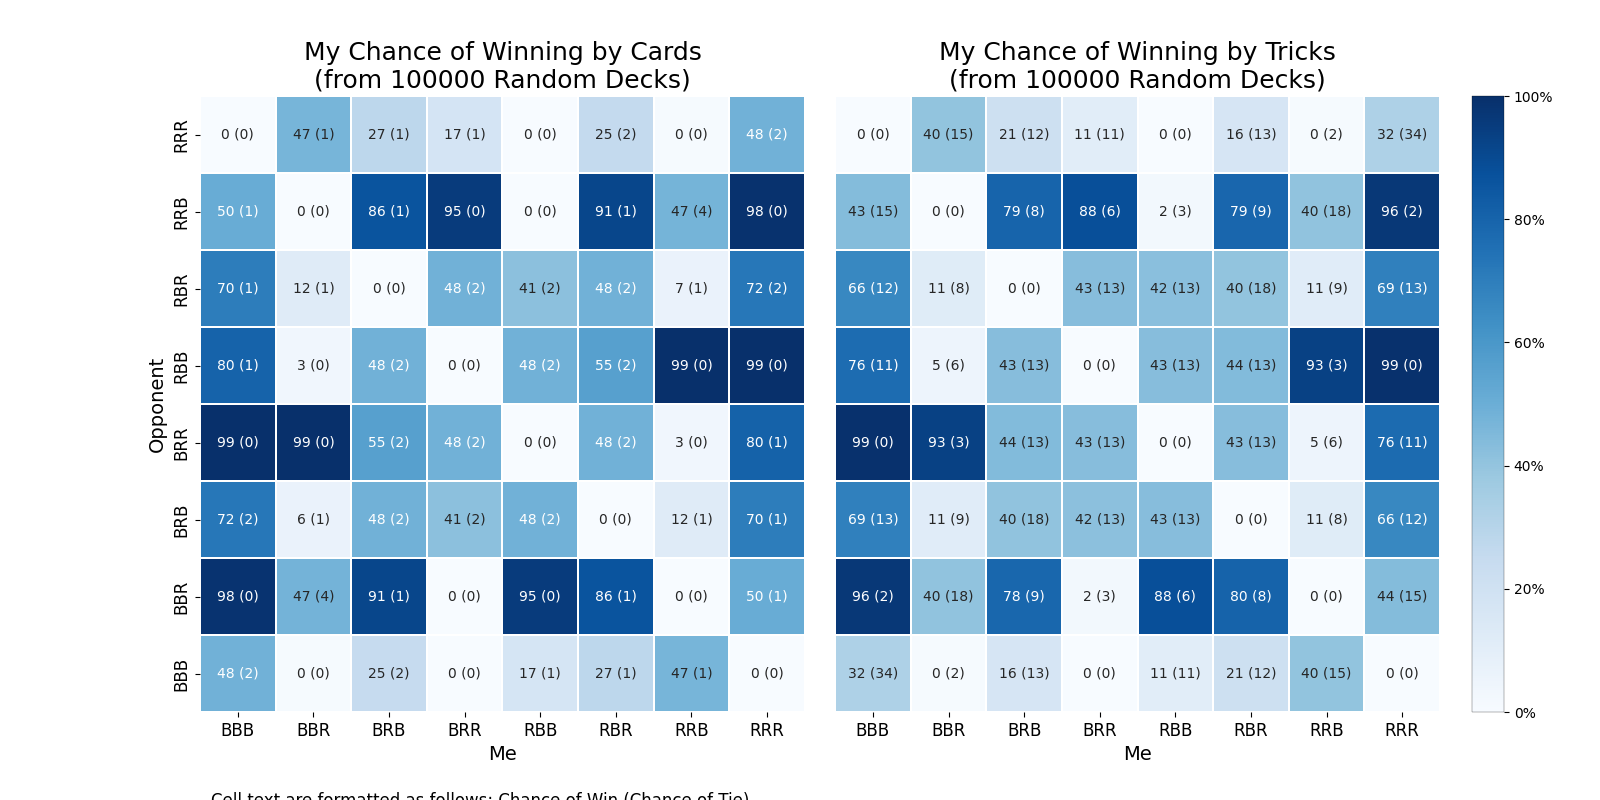 My Chance of Winning by Cards
(from 100000 Random Decks)
My Chance of Winning by Tricks
(from 100000 Random Decks)
RRR 0 (0) 47 (1) 27 (1) 17 (1) 0 (0) 25 (2) 0 (0) 48 (2) 0 (0) 40 (15) 21 (12) 11 (11) 0 (0) 16 (13) 0 (2) 32 (34) 100%
RRB 50 (1) 0 (0) 86 (1) 95 (0) 0 (0) 91 (1) 47 (4) 98 (0) 43 (15) 0 (0) 79 (8) 88 (6) 2 (3) 79 (9) 40 (18) 96 (2) 80%
RBR 70 (1) 12 (1) 0 (0) 48 (2) 41 (2) 48 (2) 7 (1) 72 (2) 66 (12) 11 (8) 0 (0) 43 (13) 42 (13) 40 (18) 11 (9) 69 (13)
RBB 80 (1) 3 (0) 48 (2) 0 (0) 48 (2) 55 (2) 99 (0) 99 (0) 76 (11) 5 (6) 43 (13) 0 (0) 43 (13) 44 (13) 93 (3) 99 (0) 60%
Opponent
BRR 99 (0) 99 (0) 55 (2) 48 (2) 0 (0) 48 (2) 3 (0) 80 (1) 99 (0) 93 (3) 44 (13) 43 (13) 0 (0) 43 (13) 5 (6) 76 (11) 40%
BRB 72 (2) 6 (1) 48 (2) 41 (2) 48 (2) 0 (0) 12 (1) 70 (1) 69 (13) 11 (9) 40 (18) 42 (13) 43 (13) 0 (0) 11 (8) 66 (12)
BBR 98 (0) 47 (4) 91 (1) 0 (0) 95 (0) 86 (1) 0 (0) 50 (1) 96 (2) 40 (18) 78 (9) 2 (3) 88 (6) 80 (8) 0 (0) 44 (15) 20%
BBB 48 (2) 0 (0) 25 (2) 0 (0) 17 (1) 27 (1) 47 (1) 0 (0) 32 (34) 0 (2) 16 (13) 0 (0) 11 (11) 21 (12) 40 (15) 0 (0) 0%
BBB BBR BRB BRR RBB RBR RRB RRR BBB BBR BRB BRR RBB RBR RRB RRR
Me Me
Cell text are formatted as follows: Chance of Win (Chance of Tie)